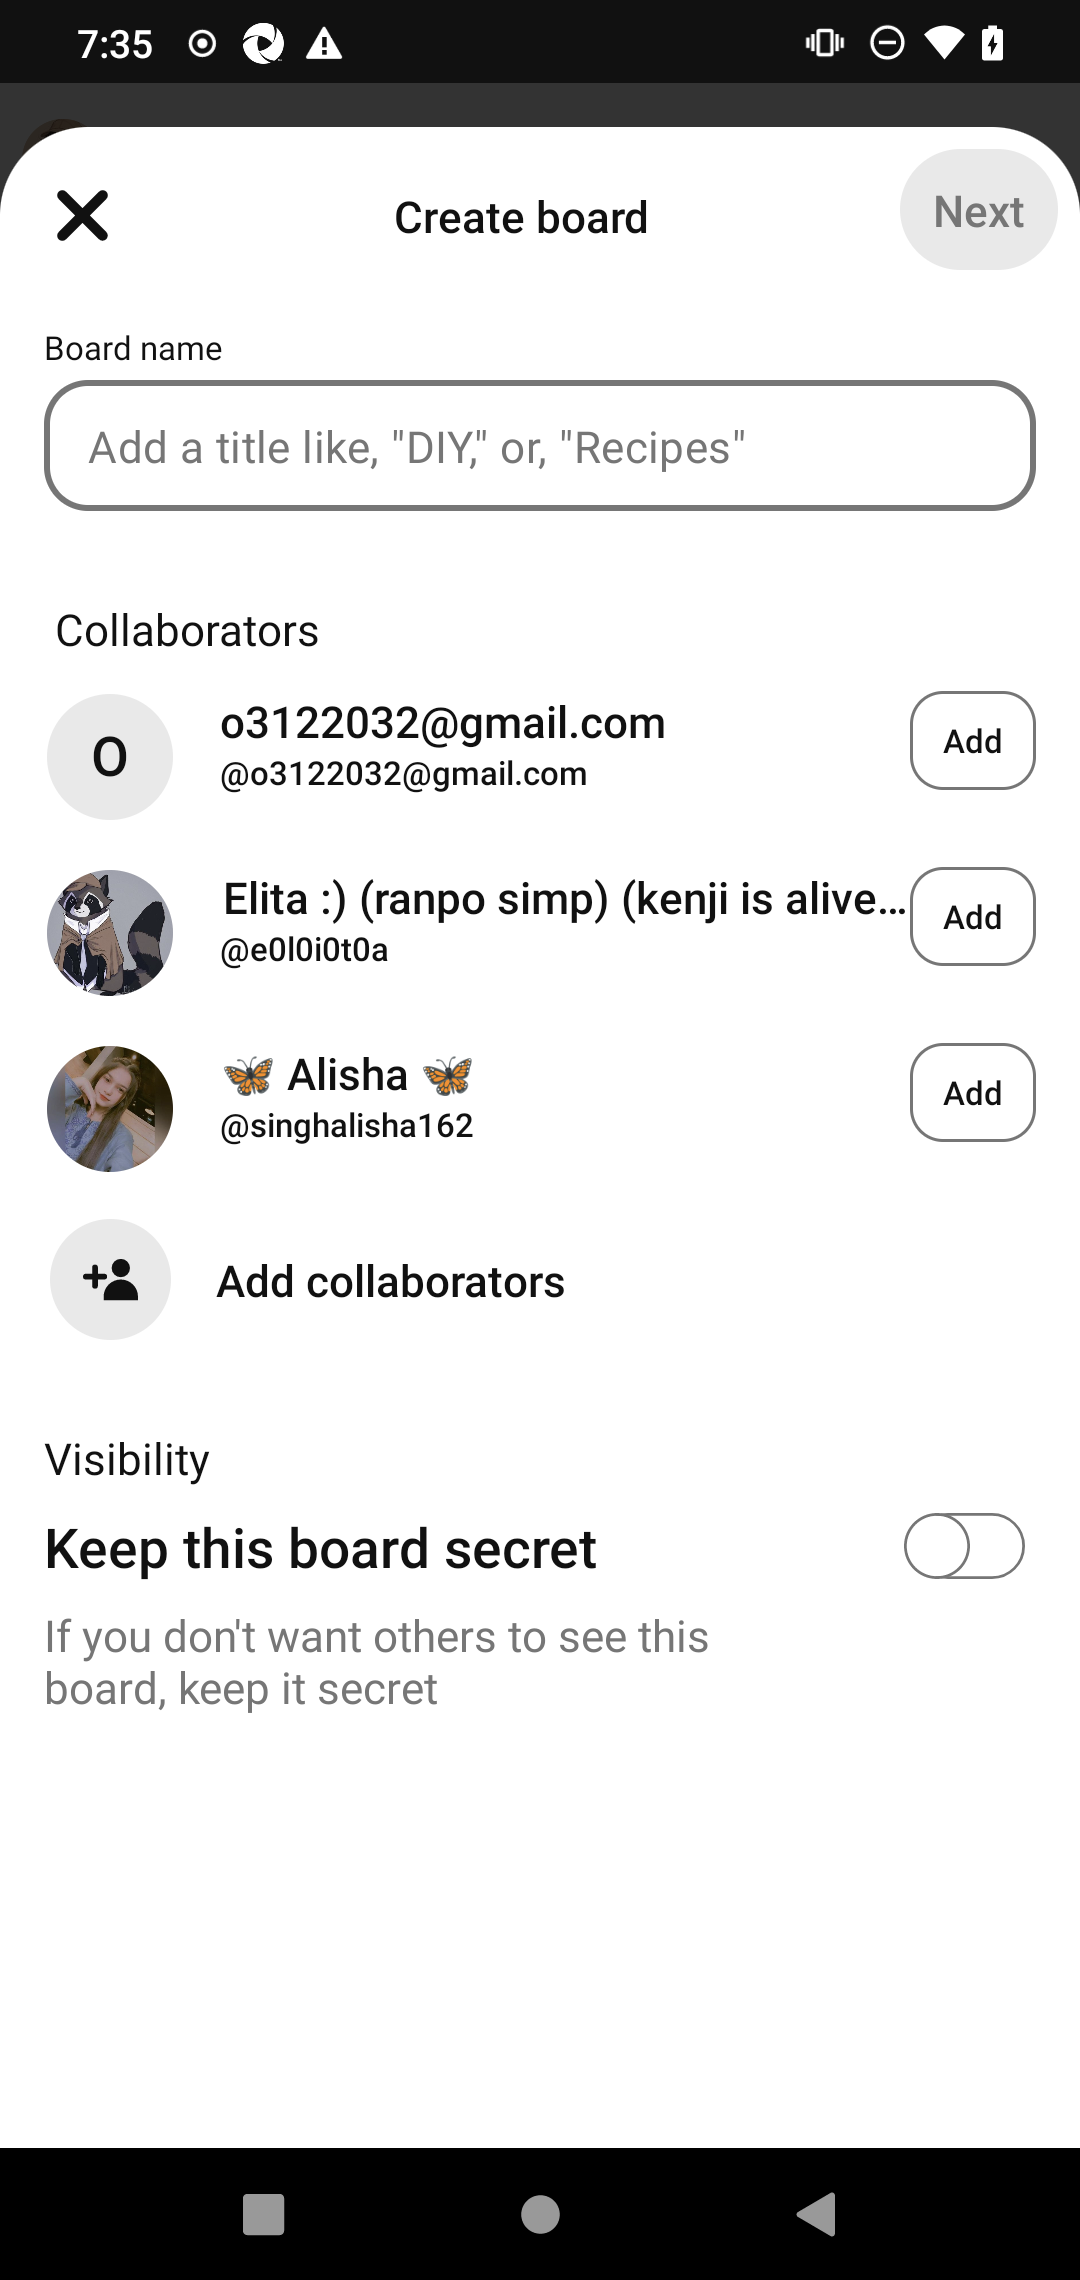 7:35
Create board
Next
Board name
Add a title like, "DIY," or, "Recipes"
Collaborators
O
o3122032@gmail.com
@o3122032@gmail.com
Add
Elita :) (ranpo simp) (kenji is alive…
@e0l0i0t0a
Add
🦋 Alisha 🦋
@singhalisha162
Add
Add collaborators
Visibility
Keep this board secret
If you don't want others to see this
board, keep it secret